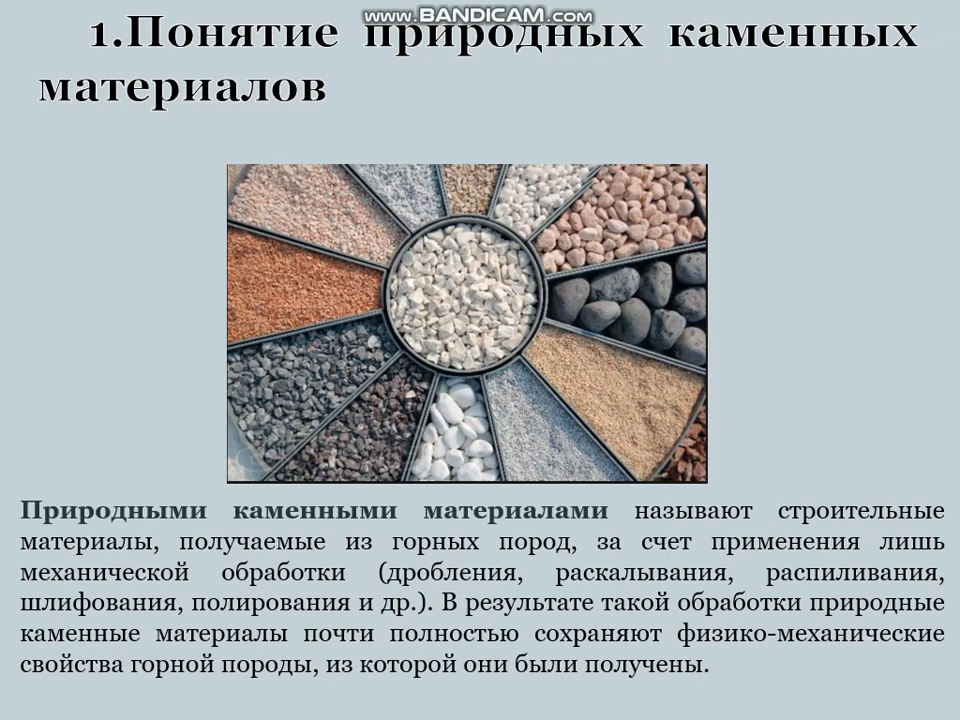 www.BANDICAM.com
1.Понятие природных каменных
материалов
Природными каменными материалами называют строительные
материалы, получаемые из горных пород, за счет применения лишь
механической обработки (дробления, раскалывания, распиливания,
шлифования, полирования и др.). В результате такой обработки природные
каменные материалы почти полностью сохраняют физико-механические
свойства горной породы, из которой они были получены.